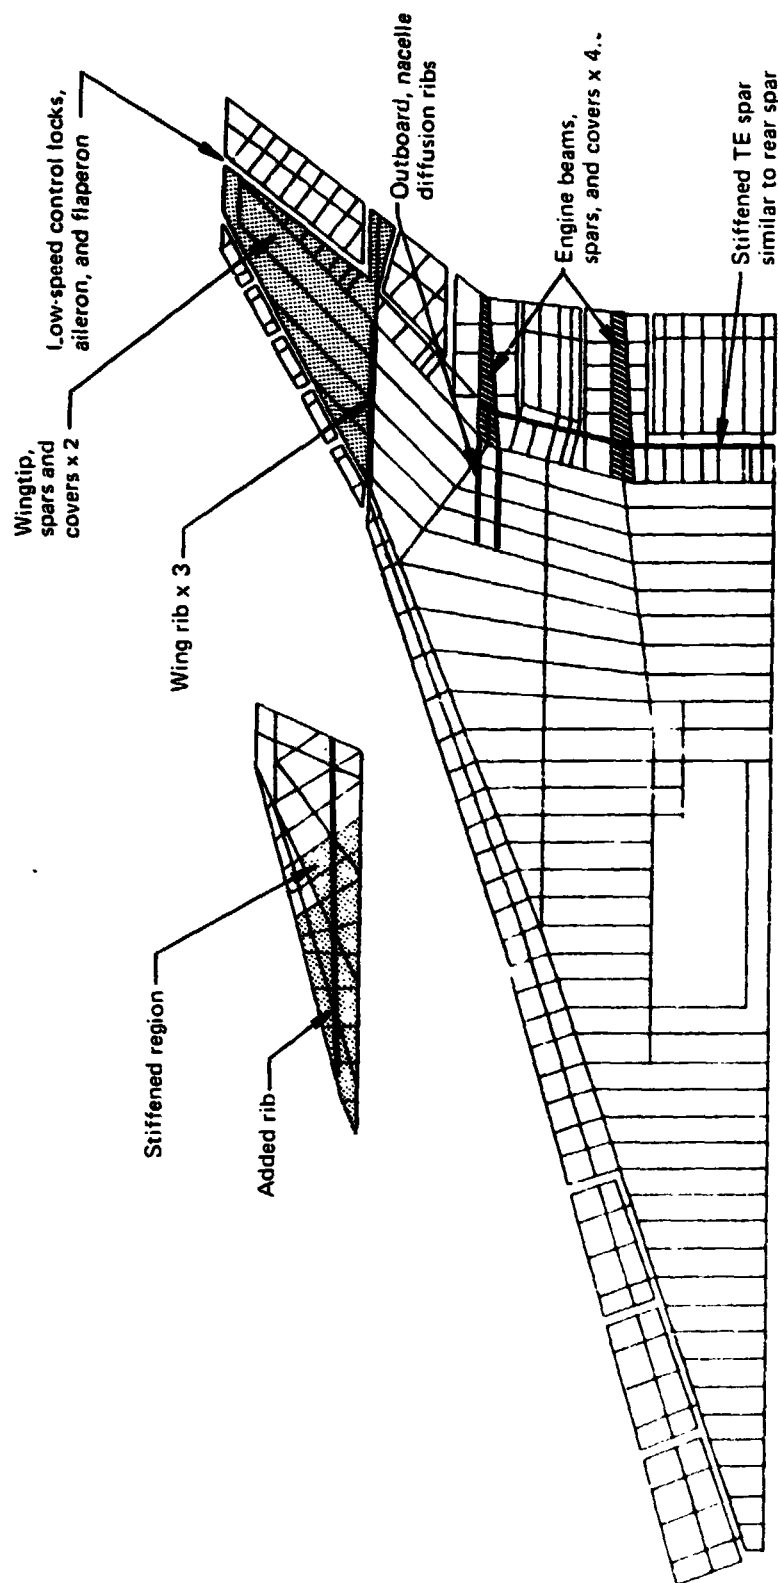 Wingtip,
spars and
covers x 2
Low-speed control locks,
aileron, and flaperon
Wing rib x 3
Outboard, nacelle
diffusion ribs
Engine beams,
spars, and covers x 4..
Stiffened TE spar
similar to rear spar
Stiffened region
Added rib